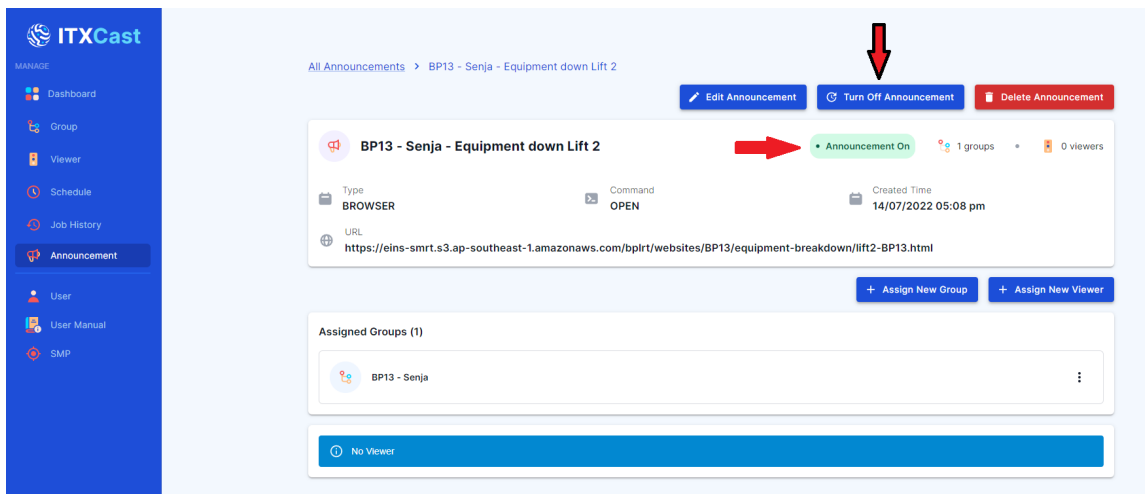 ITXCast
MANAGE
Dashboard
Group
Viewer
Schedule
Job History
Announcement
User
User Manual
SMP
All Announcements > BP13 - Senja - Equipment down Lift 2
Edit Announcement
Turn Off Announcement
Delete Announcement
BP13 - Senja - Equipment down Lift 2
• Announcement On
1 groups
•
0 viewers
Type
BROWSER
Command
OPEN
Created Time
14/07/2022 05:08 pm
URL
https://eins-smrt.s3.ap-southeast-1.amazonaws.com/bplrt/websites/BP13/equipment-breakdown/lift2-BP13.html
+ Assign New Group
+ Assign New Viewer
Assigned Groups (1)
BP13 - Senja
No Viewer